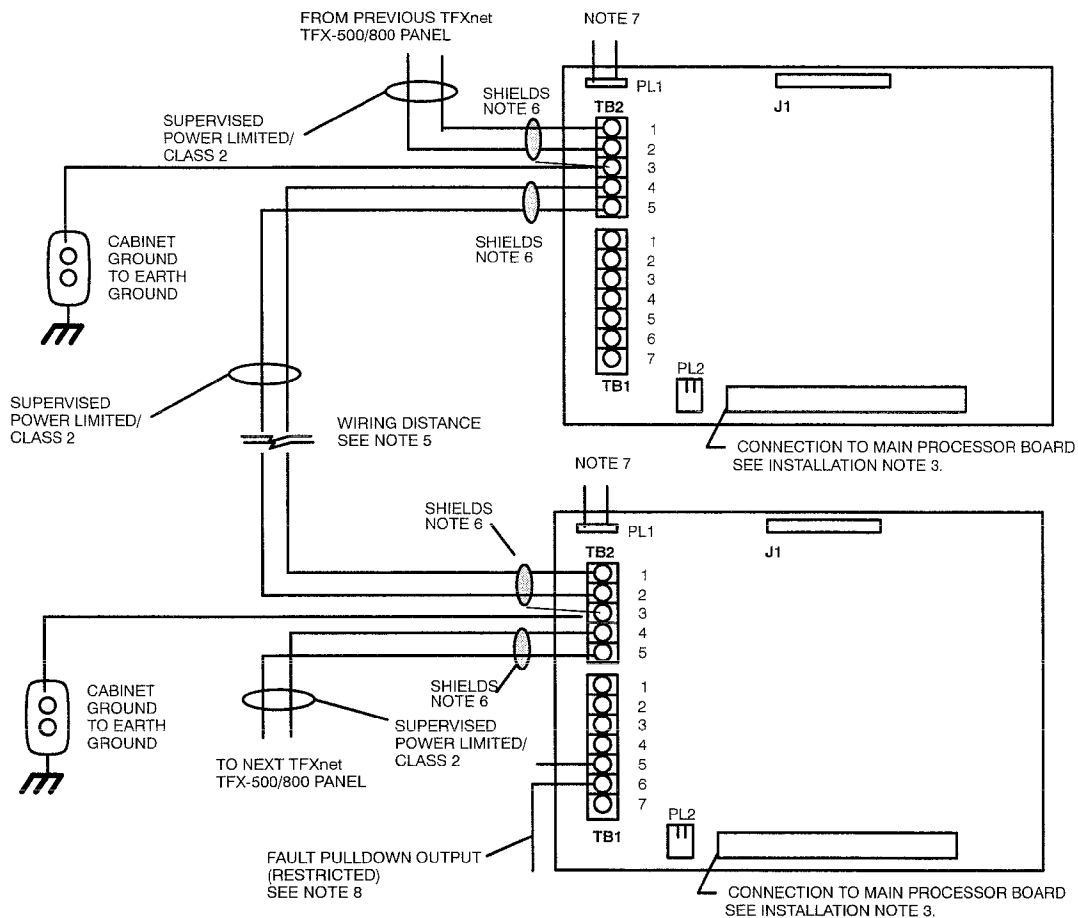 FROM PREVIOUS TFXnet
TFX-500/800 PANEL
NOTE 7
PL1
J1
SHIELDS
NOTE 6
TB2
SUPERVISED
POWER LIMITED/
CLASS 2
1
2
3
4
5
SHIELDS
NOTE 6
CABINET
GROUND
TO EARTH
GROUND
1
2
3
4
5
6
7
TB1
PL2
SUPERVISED
POWER LIMITED/
CLASS 2
WIRING DISTANCE
SEE NOTE 5
CONNECTION TO MAIN PROCESSOR BOARD
SEE INSTALLATION NOTE 3.
NOTE 7
PL1
J1
SHIELDS
NOTE 6
TB2
1
2
3
4
5
SHIELDS
NOTE 6
CABINET
GROUND
TO EARTH
GROUND
SUPERVISED
POWER LIMITED/
CLASS 2
TO NEXT TFXnet
TFX-500/800 PANEL
1
2
3
4
5
6
7
TB1
PL2
FAULT PULLDOWN OUTPUT
(RESTRICTED)
SEE NOTE 8
CONNECTION TO MAIN PROCESSOR BOARD
SEE INSTALLATION NOTE 3.